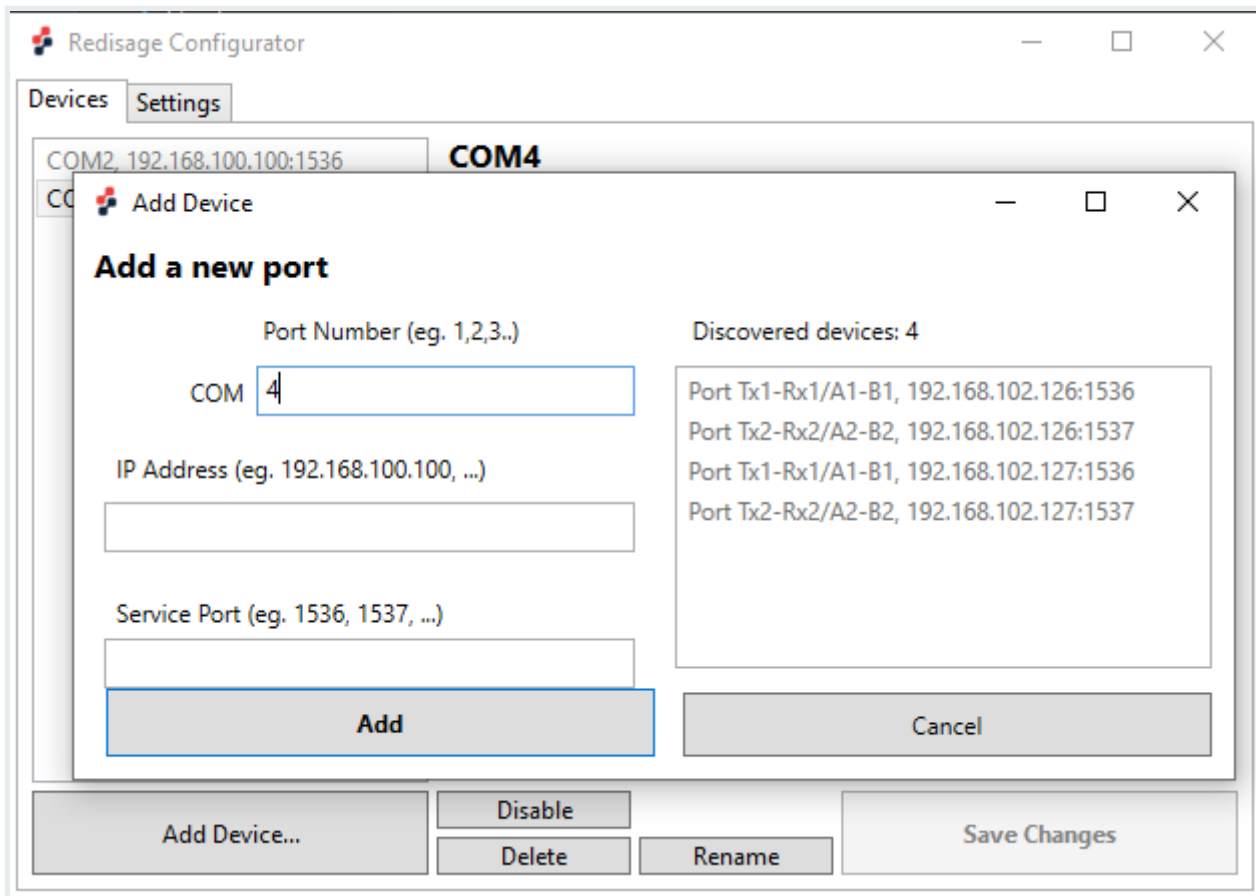 Redisage Configurator
Devices
Settings
COM2, 192.168.100.100:1536
COM4
Add Device
Add a new port
Port Number (eg. 1,2,3..)
COM
4
IP Address (eg. 192.168.100.100, ...)
Service Port (eg. 1536, 1537, ...)
Add
Discovered devices: 4
Port Tx1-Rx1/A1-B1, 192.168.102.126:1536
Port Tx2-Rx2/A2-B2, 192.168.102.126:1537
Port Tx1-Rx1/A1-B1, 192.168.102.127:1536
Port Tx2-Rx2/A2-B2, 192.168.102.127:1537
Cancel
Add Device...
Disable
Delete
Rename
Save Changes